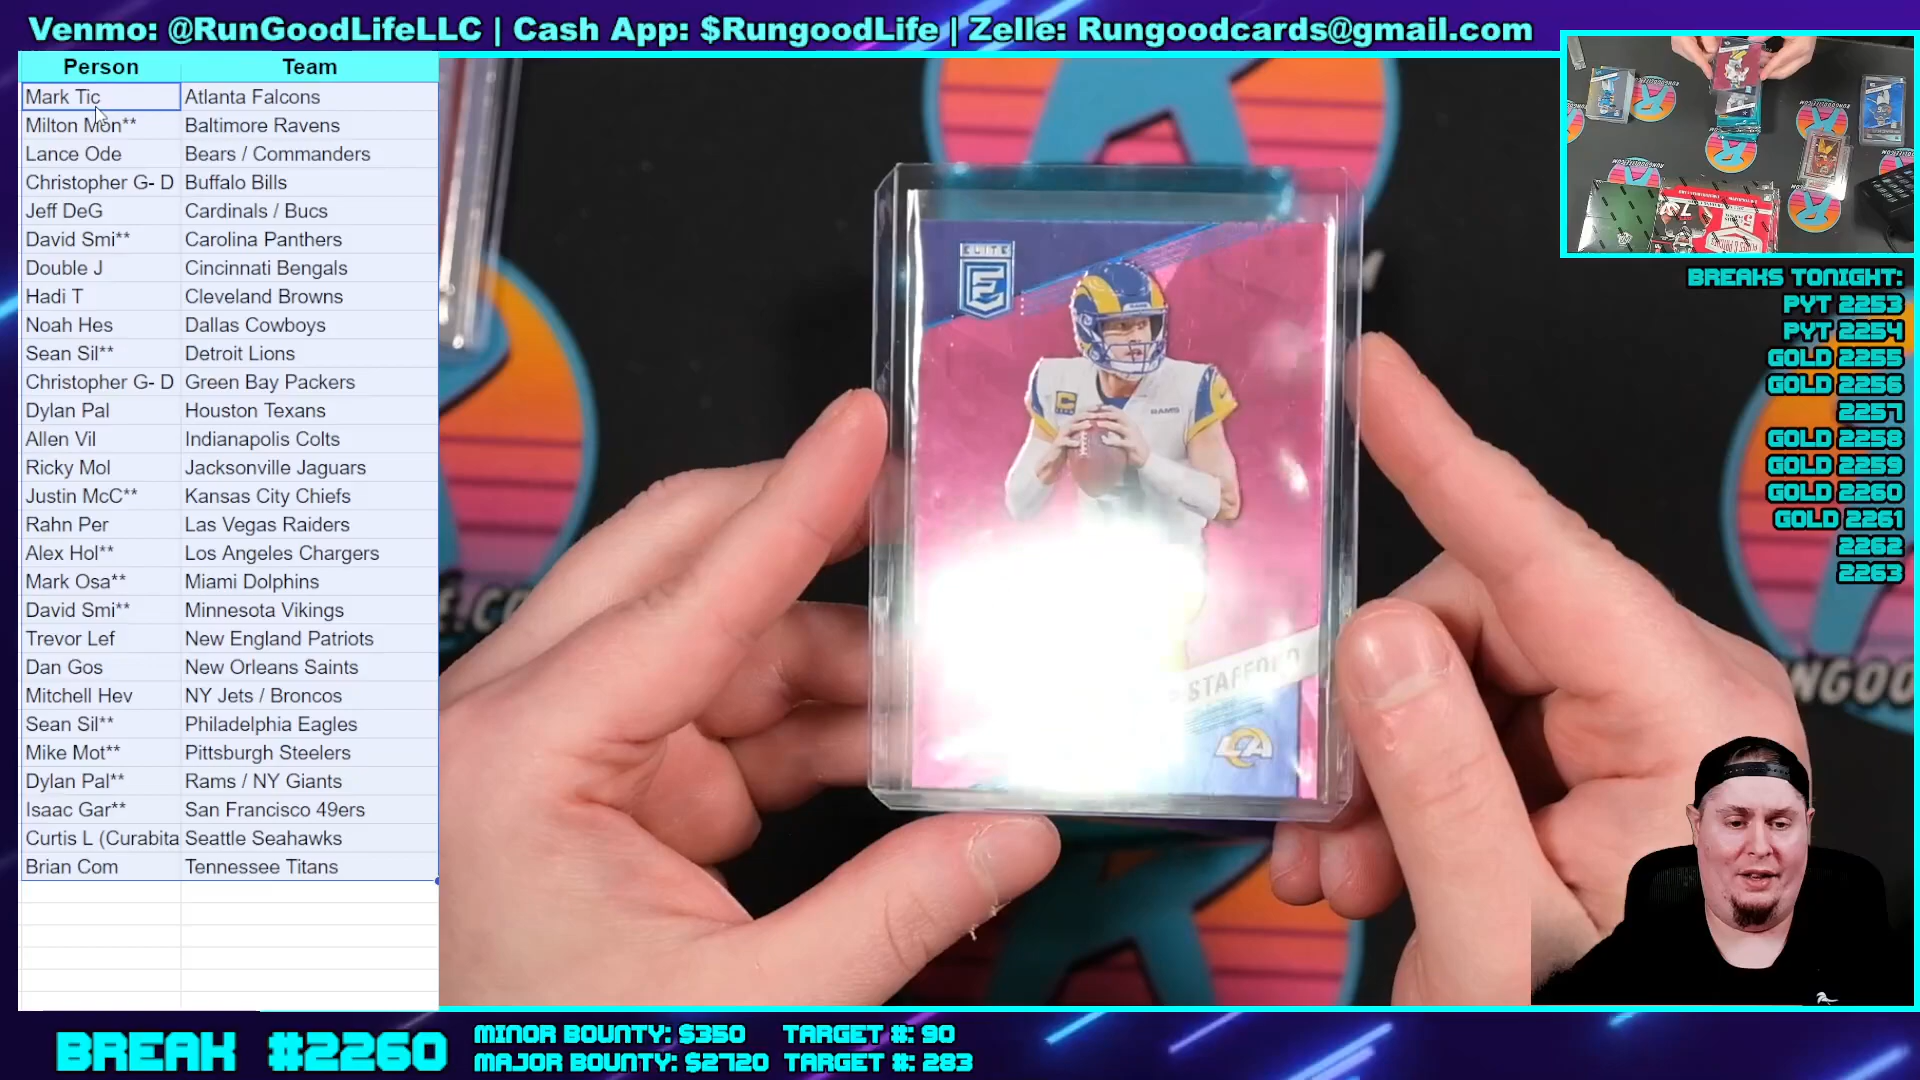 Venmo: @RunGoodLifeLLC | Cash App: $RungoodLife | Zelle: Rungoodcards@gmail.com
Person Team
Mark Tic Atlanta Falcons
Milton Mon** Baltimore Ravens
Lance Ode Bears / Commanders
Christopher G- D Buffalo Bills
Jeff DeG Cardinals / Bucs
David Smi** Carolina Panthers
Double J Cincinnati Bengals
Hadi T Cleveland Browns
Noah Hes Dallas Cowboys
Sean Sil** Detroit Lions
Christopher G- D Green Bay Packers
Dylan Pal Houston Texans
Allen Vil Indianapolis Colts
Ricky Mol Jacksonville Jaguars
Justin McC** Kansas City Chiefs
Rahn Per Las Vegas Raiders
Alex Hol** Los Angeles Chargers
Mark Osa** Miami Dolphins
David Smi** Minnesota Vikings
Trevor Lef New England Patriots
Dan Gos New Orleans Saints
Mitchell Hev NY Jets / Broncos
Sean Sil** Philadelphia Eagles
Mike Mot** Pittsburgh Steelers
Dylan Pal** Rams / NY Giants
Isaac Gar** San Francisco 49ers
Curtis L (Curabita Seattle Seahawks
Brian Com Tennessee Titans
ELITE
E
C
RAMS
STAFFORD
LA
BREAKS TONIGHT:
PYT 2253
PYT 2254
GOLD 2255
GOLD 2256
2257
GOLD 2258
GOLD 2259
GOLD 2260
GOLD 2261
2262
2263
BREAK #2260
MINOR BOUNTY: $350 TARGET #: 90
MAJOR BOUNTY: $2720 TARGET #: 283